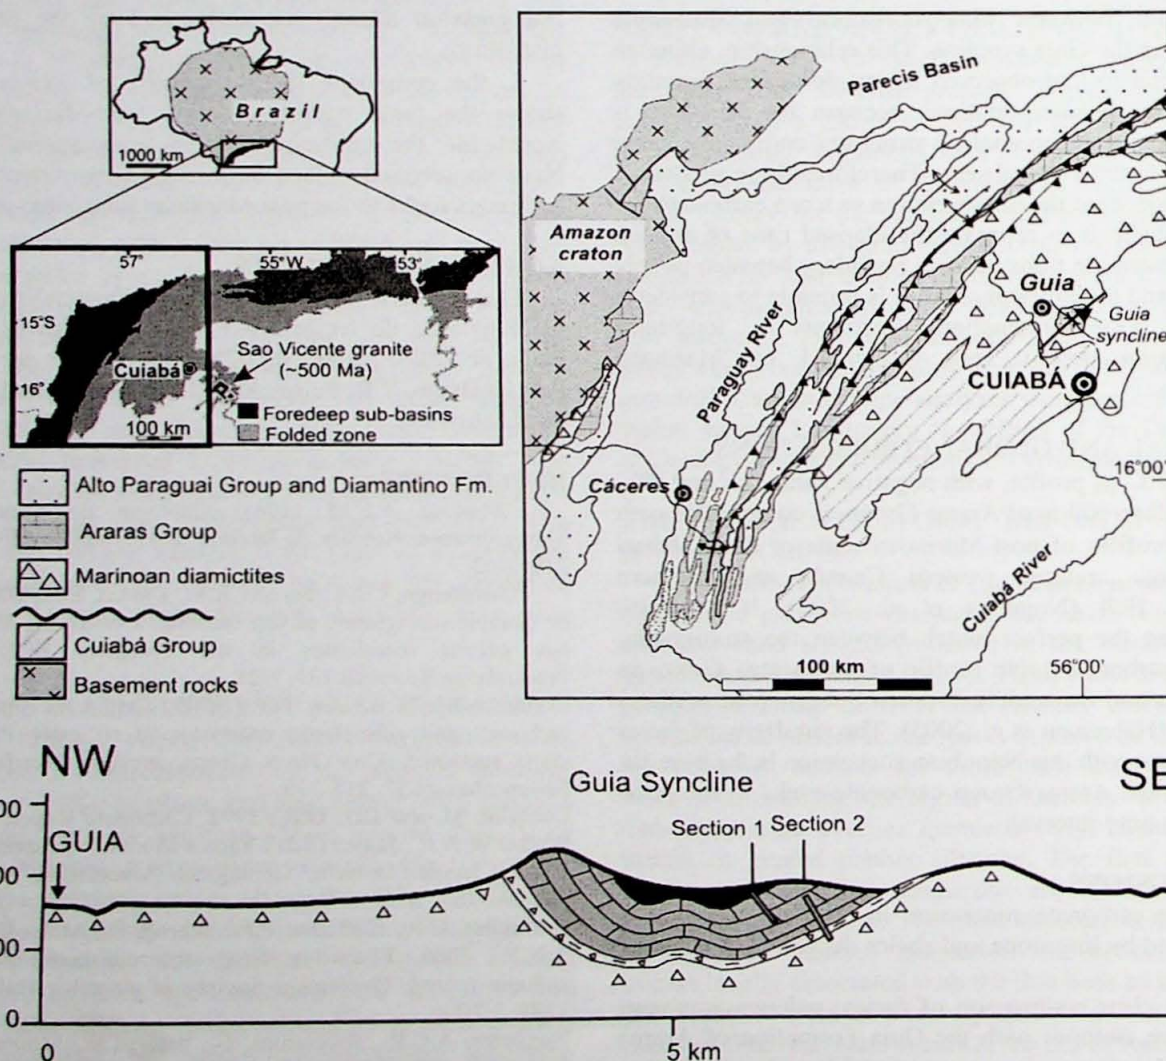 Brazil
1000 km
57°
55°W
53°
15°S
16°
Cuiabá
Sao Vicente granite
(~500 Ma)
Foredeep sub-basins
Folded zone
100 km
Alto Paraguai Group and Diamantino Fm.
Araras Group
Marinoan diamictites
Cuiabá Group
Basement rocks
Parecis Basin
Amazon
craton
Paraguay River
Guia
Guia
syncline
CUIABÁ
Cáceres
16°00'
Cuiabá River
100 km
56°00'
NW
Guia Syncline
SE
Section 1
Section 2
GUIA
00
00
00
0
0
5 km